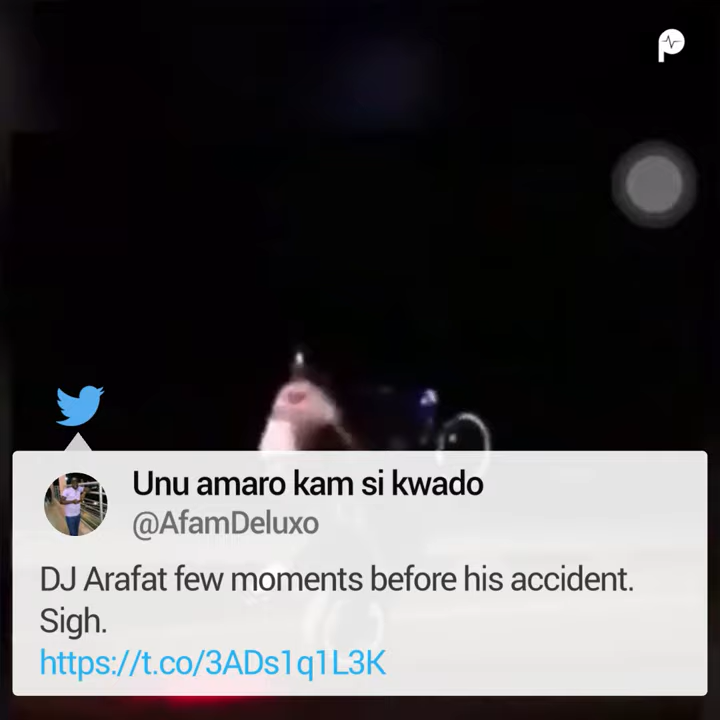 Unu amaro kam si kwado
@AfamDeluxo
DJ Arafat few moments before his accident.
Sigh.
https://t.co/3ADs1q1L3K